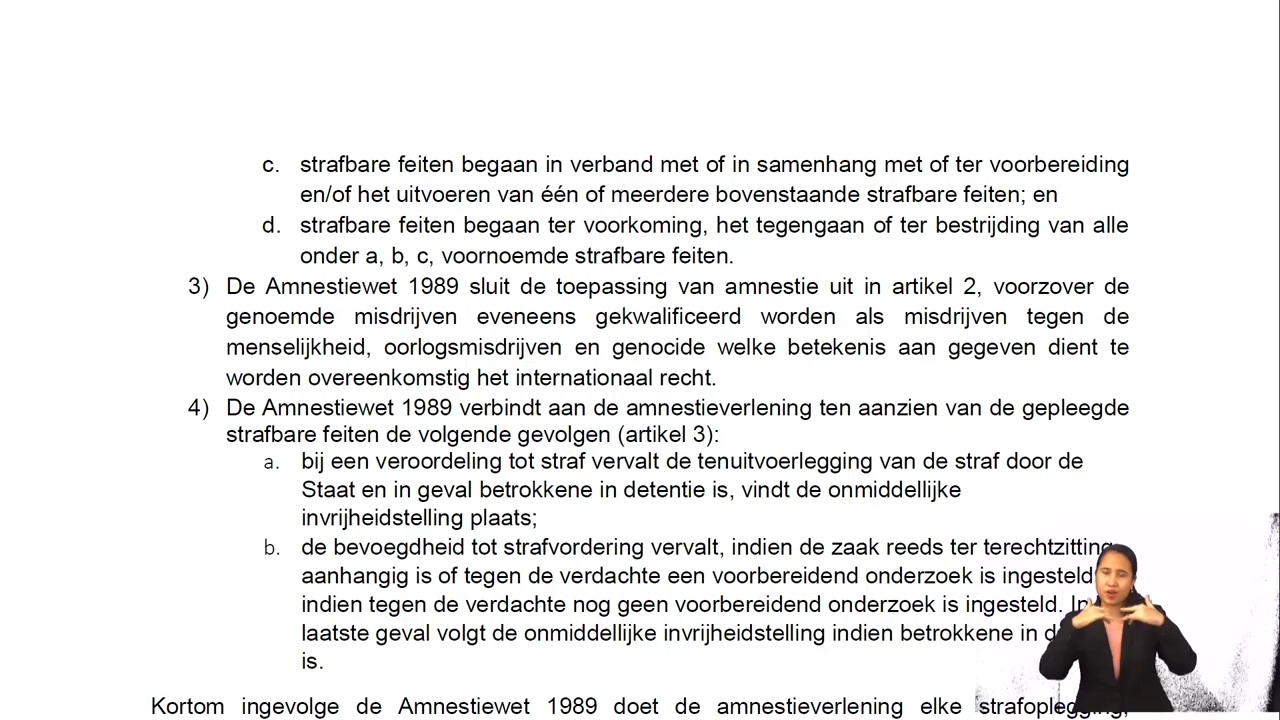 c. strafbare feiten begaan in verband met of in samenhang met of ter voorbereiding
en/of het uitvoeren van één of meerdere bovenstaande strafbare feiten; en
d. strafbare feiten begaan ter voorkoming, het tegengaan of ter bestrijding van alle
onder a, b, c, voornoemde strafbare feiten.
3) De Amnestiewet 1989 sluit de toepassing van amnestie uit in artikel 2, voorzover de
genoemde misdrijven eveneens gekwalificeerd worden als misdrijven tegen de
menselijkheid, oorlogsmisdrijven en genocide welke betekenis aan gegeven dient te
worden overeenkomstig het internationaal recht.
4) De Amnestiewet 1989 verbindt aan de amnestieverlening ten aanzien van de gepleegde
strafbare feiten de volgende gevolgen (artikel 3):
a. bij een veroordeling tot straf vervalt de tenuitvoerlegging van de straf door de
Staat en in geval betrokkene in detentie is, vindt de onmiddellijke
invrijheidstelling plaats;
b. de bevoegdheid tot strafvordering vervalt, indien de zaak reeds ter terechtzitting
aanhangig is of tegen de verdachte een voorbereidend onderzoek is ingesteld
indien tegen de verdachte nog geen voorbereidend onderzoek is ingesteld.
laatste geval volgt de onmiddellijke invrijheidstelling indien betrokkene in
is.
Kortom ingevolge de Amnestiewet 1989 doet de amnestieverlening elke strafoplegging,